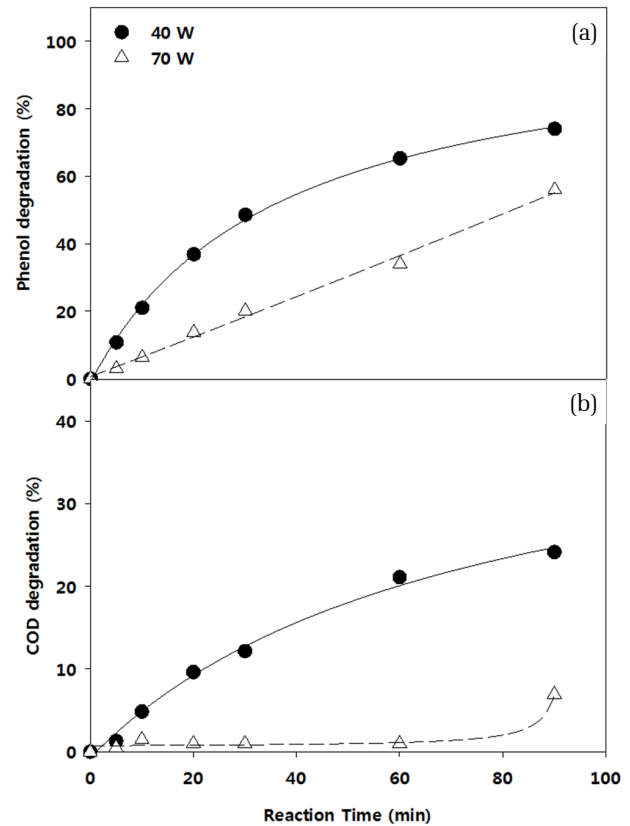 (a)
40 W
70 W
Phenol degradation (%)
100
80
60
40
20
0
(b)
COD degradation (%)
40
30
20
10
0
0 20 40 60 80 100
Reaction Time (min)